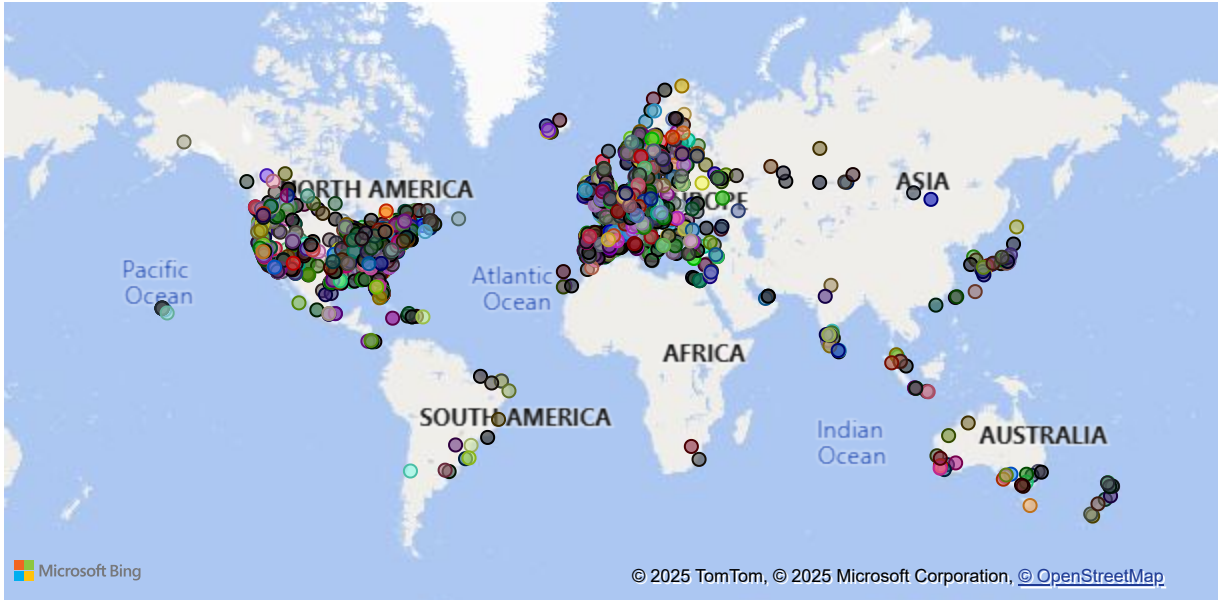 NORTH AMERICA
ASIA
EUROPE
Pacific
Ocean
Atlantic
Ocean
AFRICA
SOUTH AMERICA
Indian
Ocean
AUSTRALIA
Microsoft Bing
© 2025 TomTom, © 2025 Microsoft Corporation, © OpenStreetMap